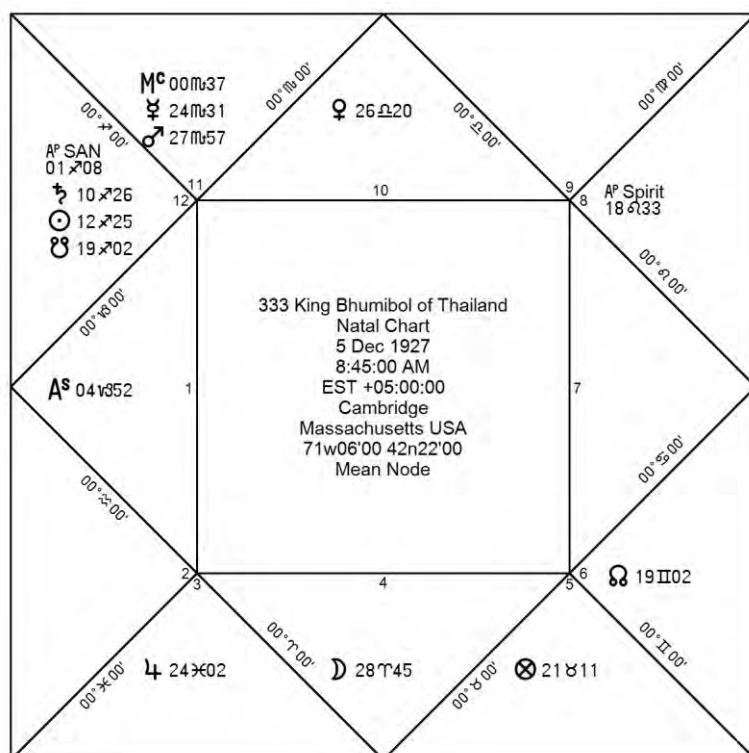 Mᶜ 00♏37
☿ 24♏31
♂ 27♏57
00°♐00'
00°♏00'
♀ 26♎20
00°♎00'
00°♍00'
AP SAN
01♐08
♄ 10♐26
☉ 12♐25
☋ 19♐02
11
12
10
9
8
AP Spirit
18♌33
00°♌00'
00°♑00'
333 King Bhumibol of Thailand
Natal Chart
5 Dec 1927
8:45:00 AM
EST +05:00:00
Cambridge
Massachusetts USA
71w06'00 42n22'00
Mean Node
Aˢ 04♑52
1
7
00°♒00'
00°♋00'
2
3
4
6
5
☊ 19♊02
00°♓00'
♃ 24♓02
00°♈00'
☽ 28♈45
00°♉00'
⊗ 21♉11
00°♊00'